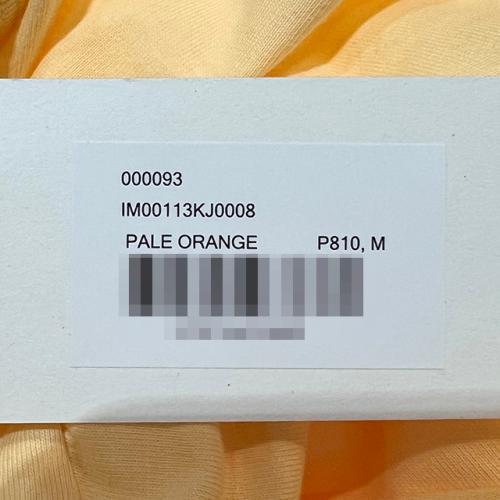 000093
IM00113KJ0008
PALE ORANGE P810, M